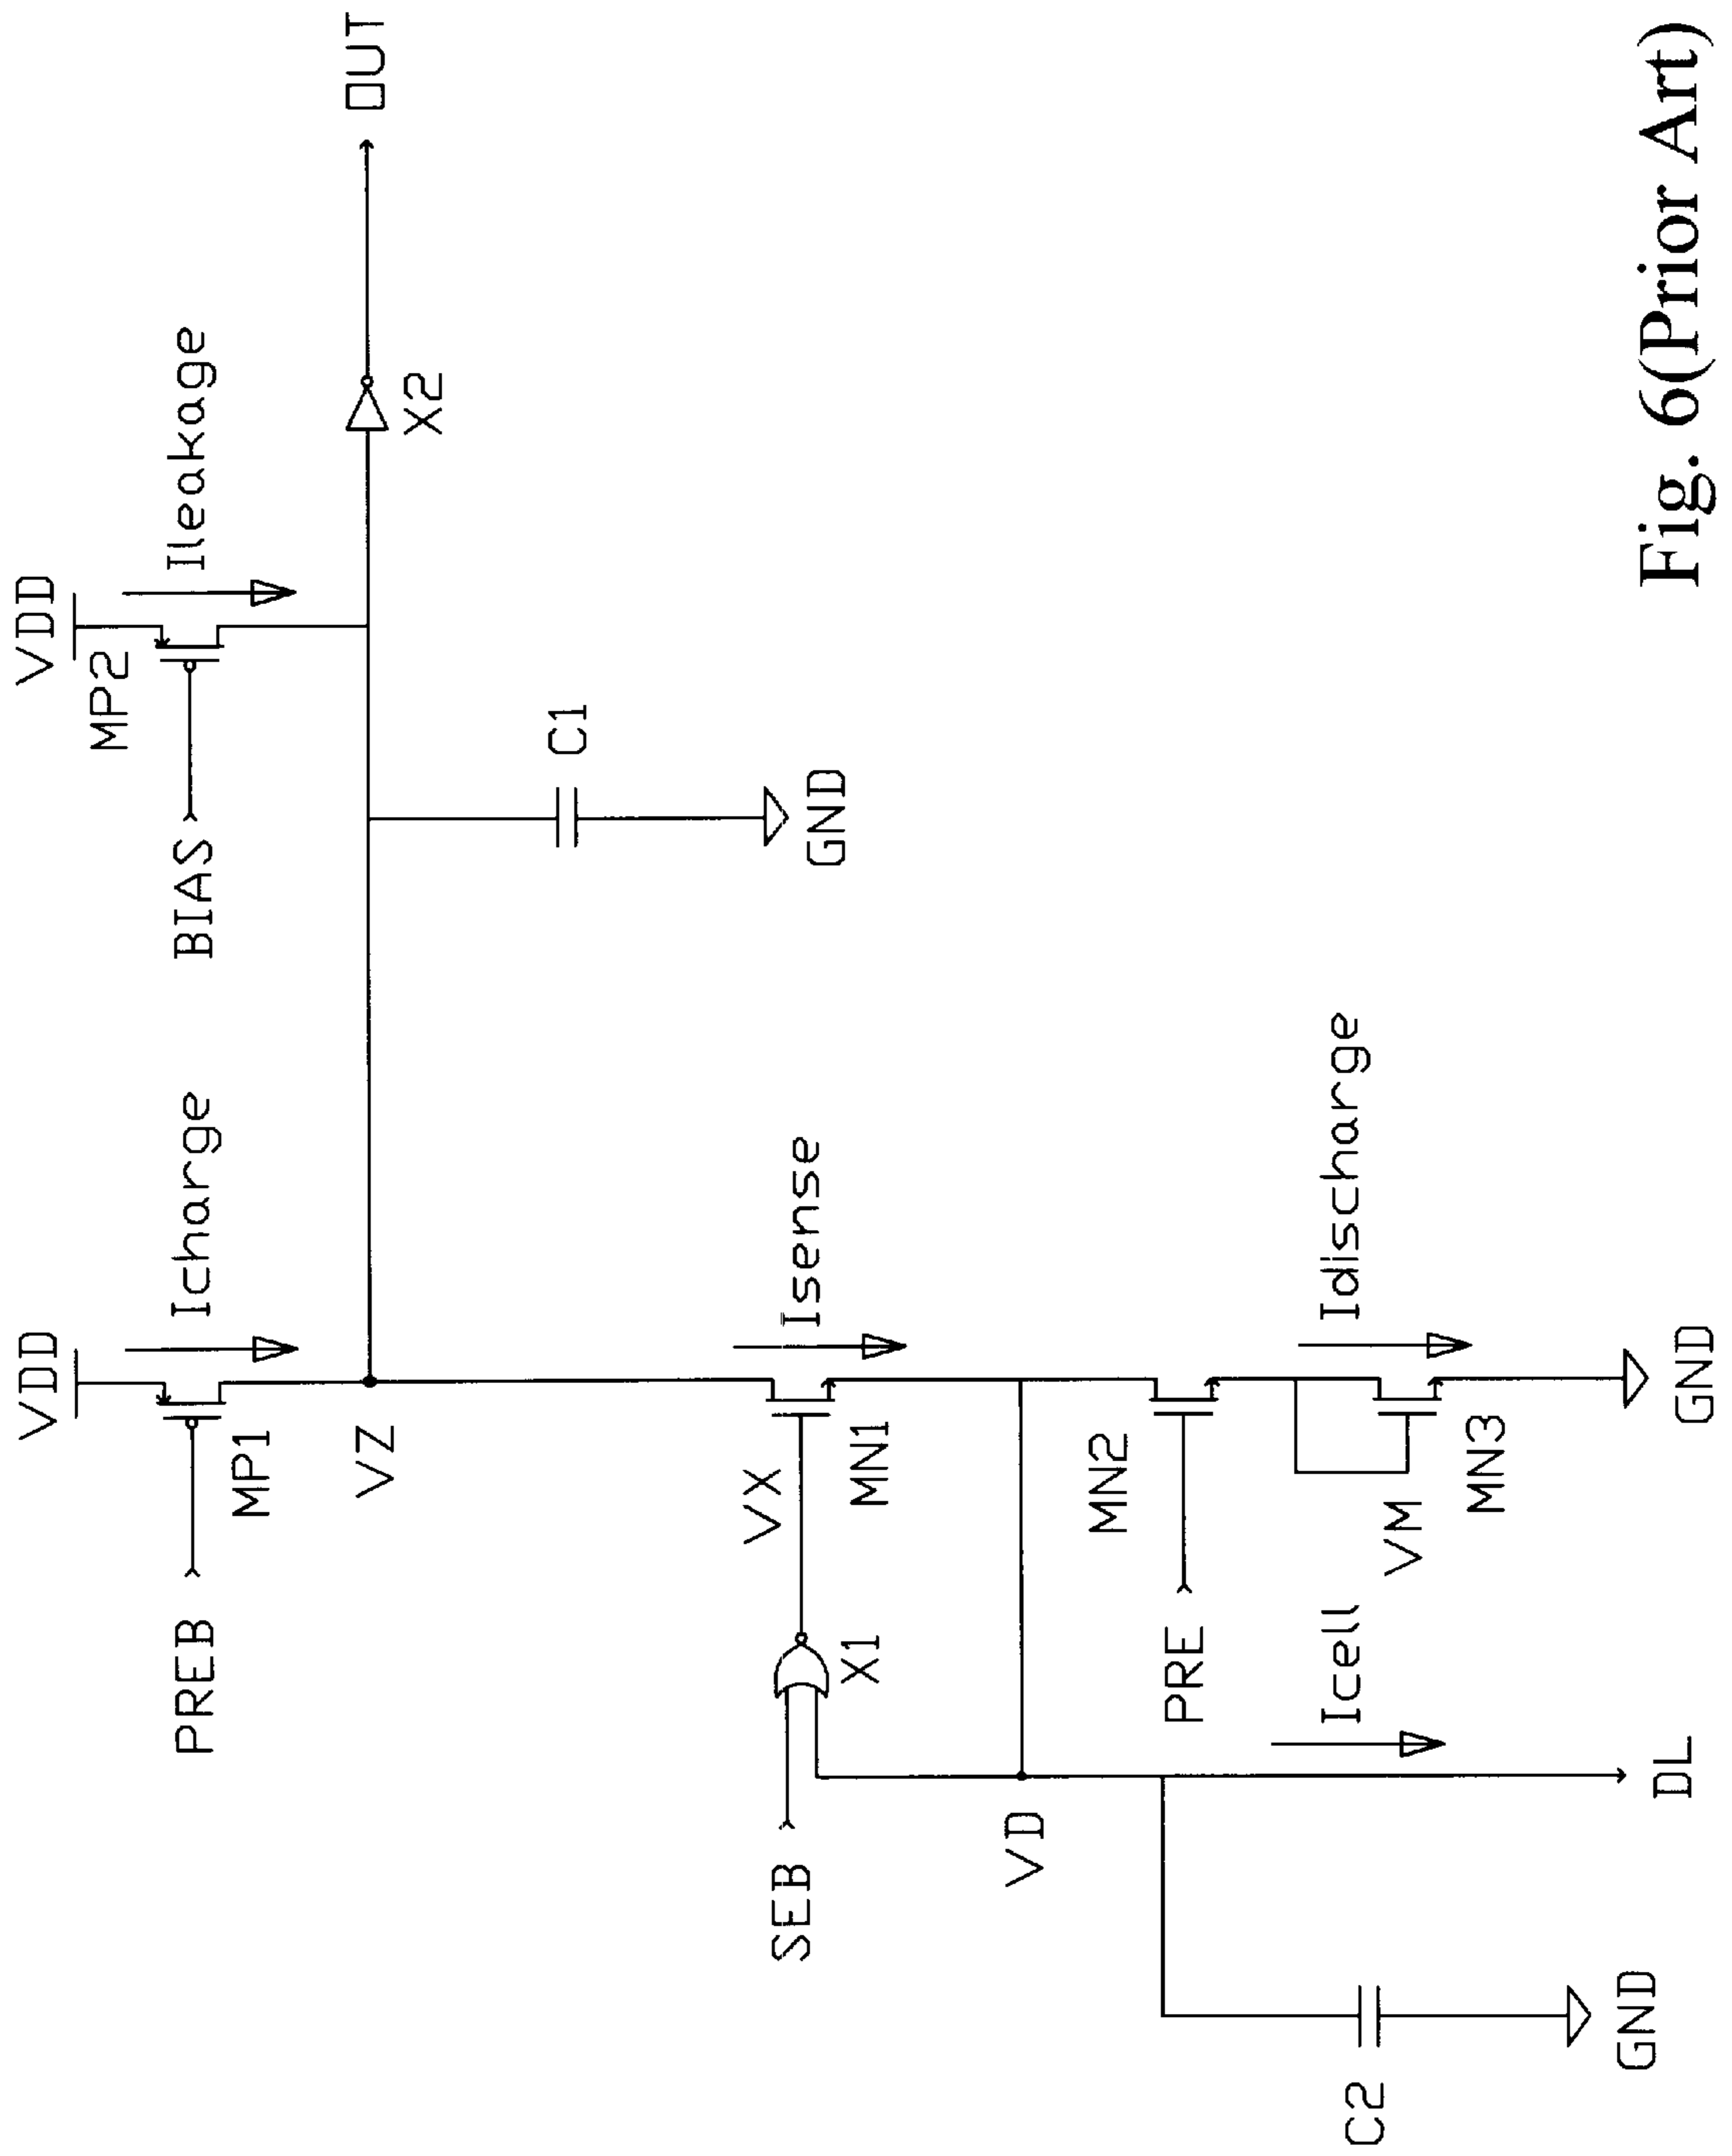 VDD
VDD
Icharge
Ileakage
PREB
MP1
BIAS
MP2
VZ
OUT
X2
C1
GND
SEB
X1
VX
MN1
Isense
VD
PRE
MN2
Icell
VM
MN3
Idischarge
C2
GND
DL
GND
Fig. 6(Prior Art)